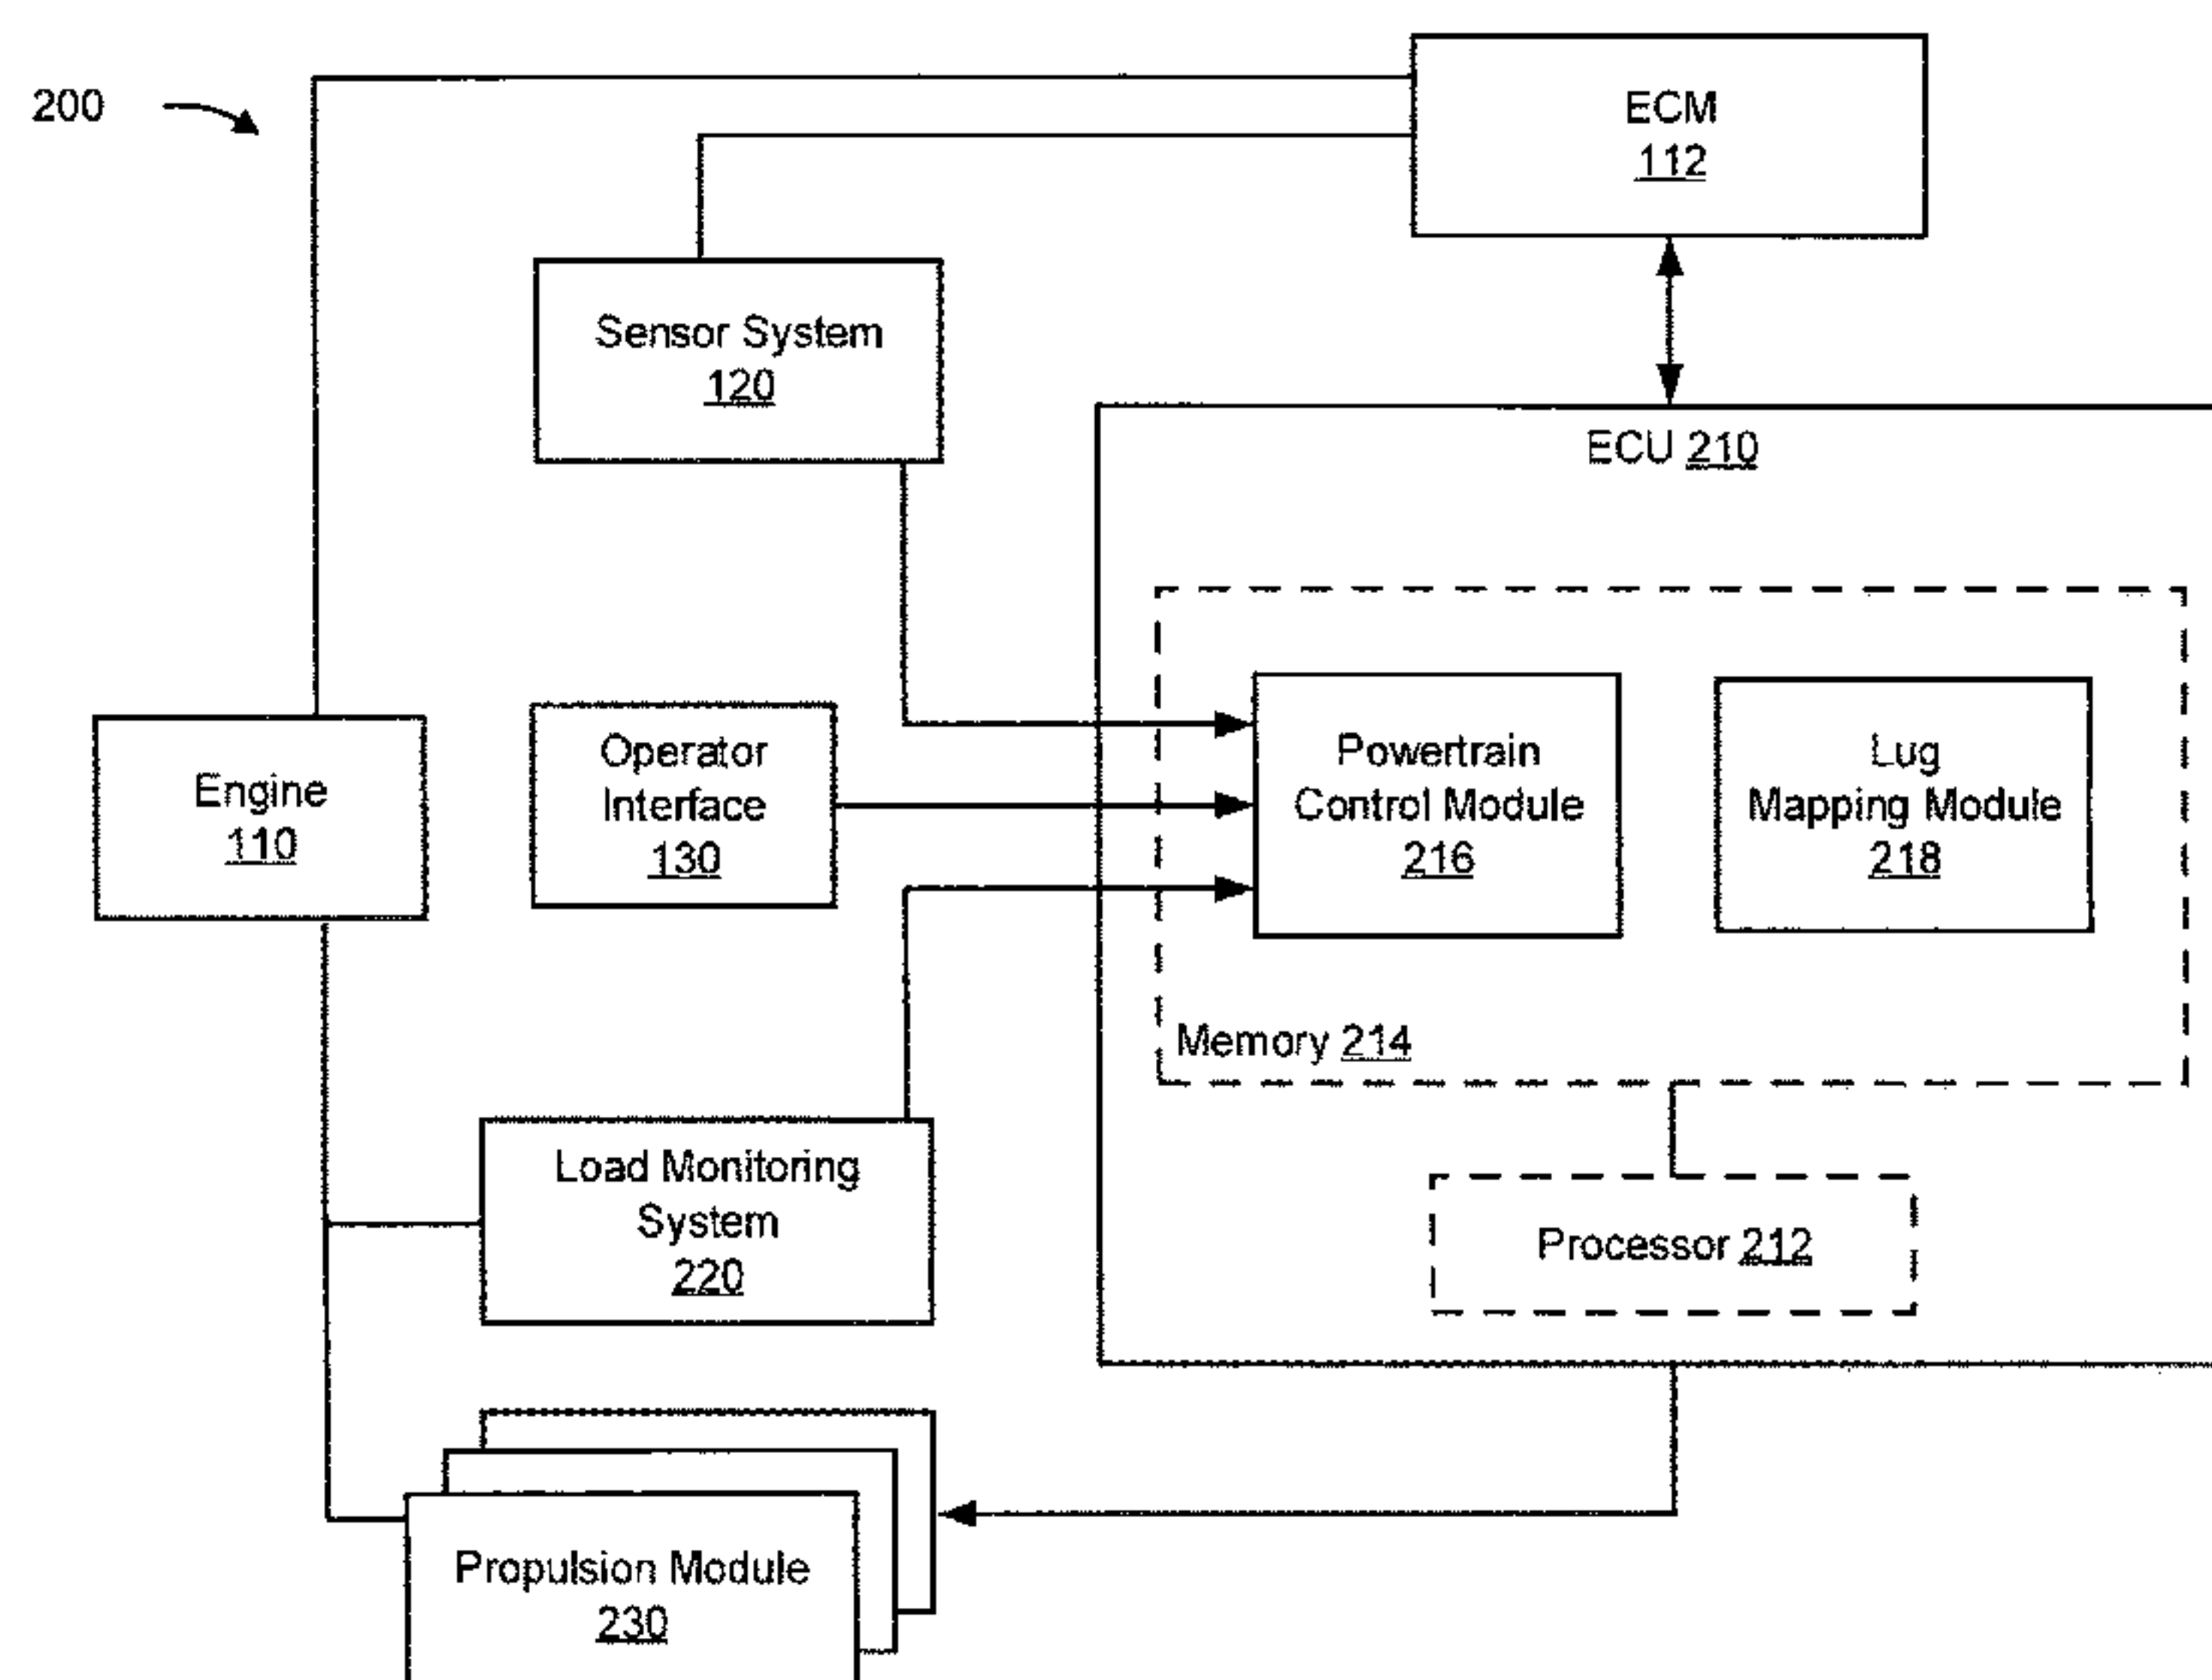 200
ECM
112
Sensor System
120
ECU 210
Engine
110
Operator
Interface
130
Powertrain
Control Module
216
Lug
Mapping Module
218
Memory 214
Load Monitoring
System
220
Processor 212
Propulsion Module
230